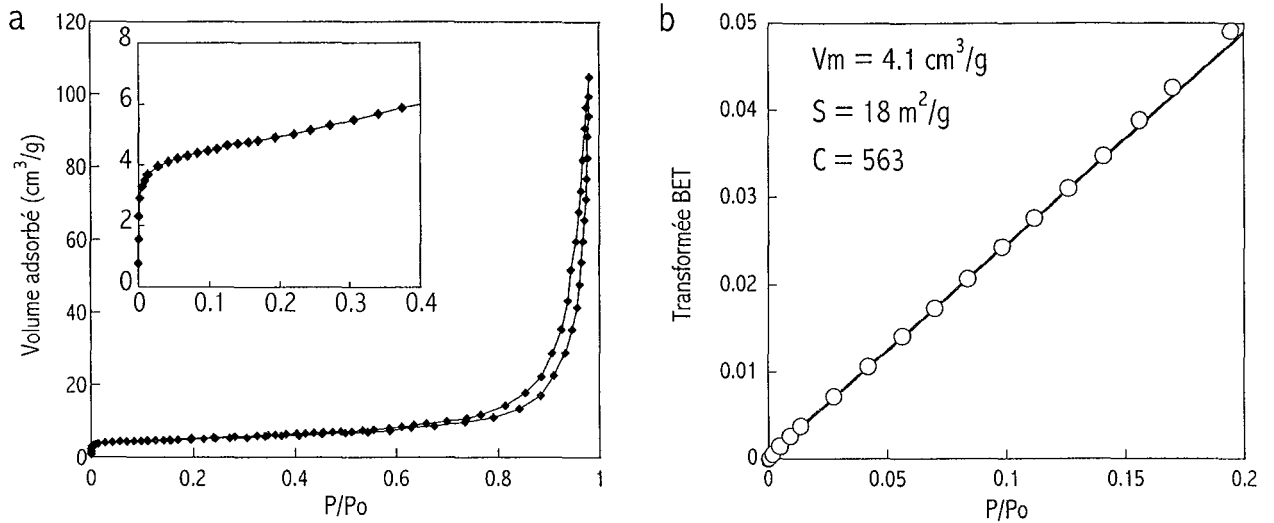 a
120
100
80
60
40
20
0
Volume adsorbé (cm³/g)
8
6
4
2
0
0 0.1 0.2 0.3 0.4
0 0.2 0.4 0.6 0.8 1
P/Po
b
0.05
0.04
0.03
0.02
0.01
0
Transformée BET
Vm = 4.1 cm³/g
S = 18 m²/g
C = 563
0 0.05 0.1 0.15 0.2
P/Po